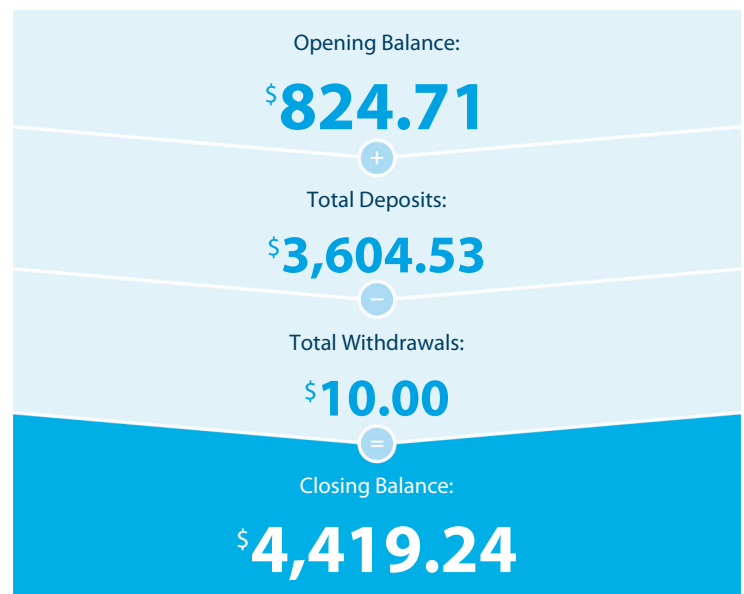 Opening Balance:
$824.71
+
Total Deposits:
$3,604.53
−
Total Withdrawals:
$10.00
=
Closing Balance:
$4,419.24